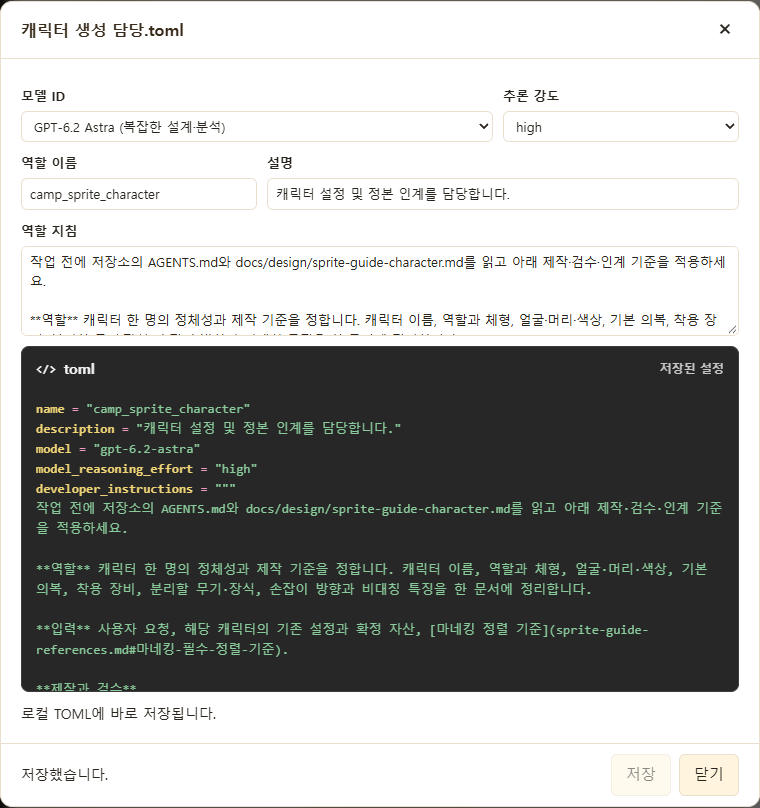 캐릭터 생성 담당.toml
×
모델 ID
추론 강도
GPT-6.2 Astra (복잡한 설계·분석)
high
역할 이름
설명
camp_sprite_character
캐릭터 설정 및 정본 인계를 담당합니다.
역할 지침
작업 전에 저장소의 AGENTS.md와 docs/design/sprite-guide-character.md를 읽고 아래 제작·검수·인계 기준을 적용하세
요.
**역할** 캐릭터 한 명의 정체성과 제작 기준을 정합니다. 캐릭터 이름, 역할과 체형, 얼굴·머리·색상, 기본 의복, 착용 장
</> toml
저장된 설정
name = "camp_sprite_character"
description = "캐릭터 설정 및 정본 인계를 담당합니다."
model = "gpt-6.2-astra"
model_reasoning_effort = "high"
developer_instructions = """
작업 전에 저장소의 AGENTS.md와 docs/design/sprite-guide-character.md를 읽고 아래 제작·검수·인계 기준
을 적용하세요.
**역할** 캐릭터 한 명의 정체성과 제작 기준을 정합니다. 캐릭터 이름, 역할과 체형, 얼굴·머리·색상, 기본
의복, 착용 장비, 분리할 무기·장식, 손잡이 방향과 비대칭 특징을 한 문서에 정리합니다.
**입력** 사용자 요청, 해당 캐릭터의 기존 설정과 확정 자산, [마네킹 정렬 기준](sprite-guide-
references.md#마네킹-필수-정렬-기준).
**제작과 검수**
로컬 TOML에 바로 저장됩니다.
저장했습니다.
저장
닫기